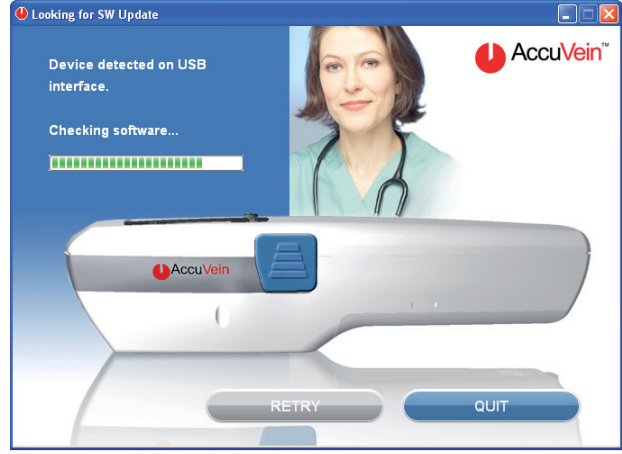 Looking for SW Update
AccuVein™
Device detected on USB
interface.
Checking software...
AccuVein
RETRY
QUIT